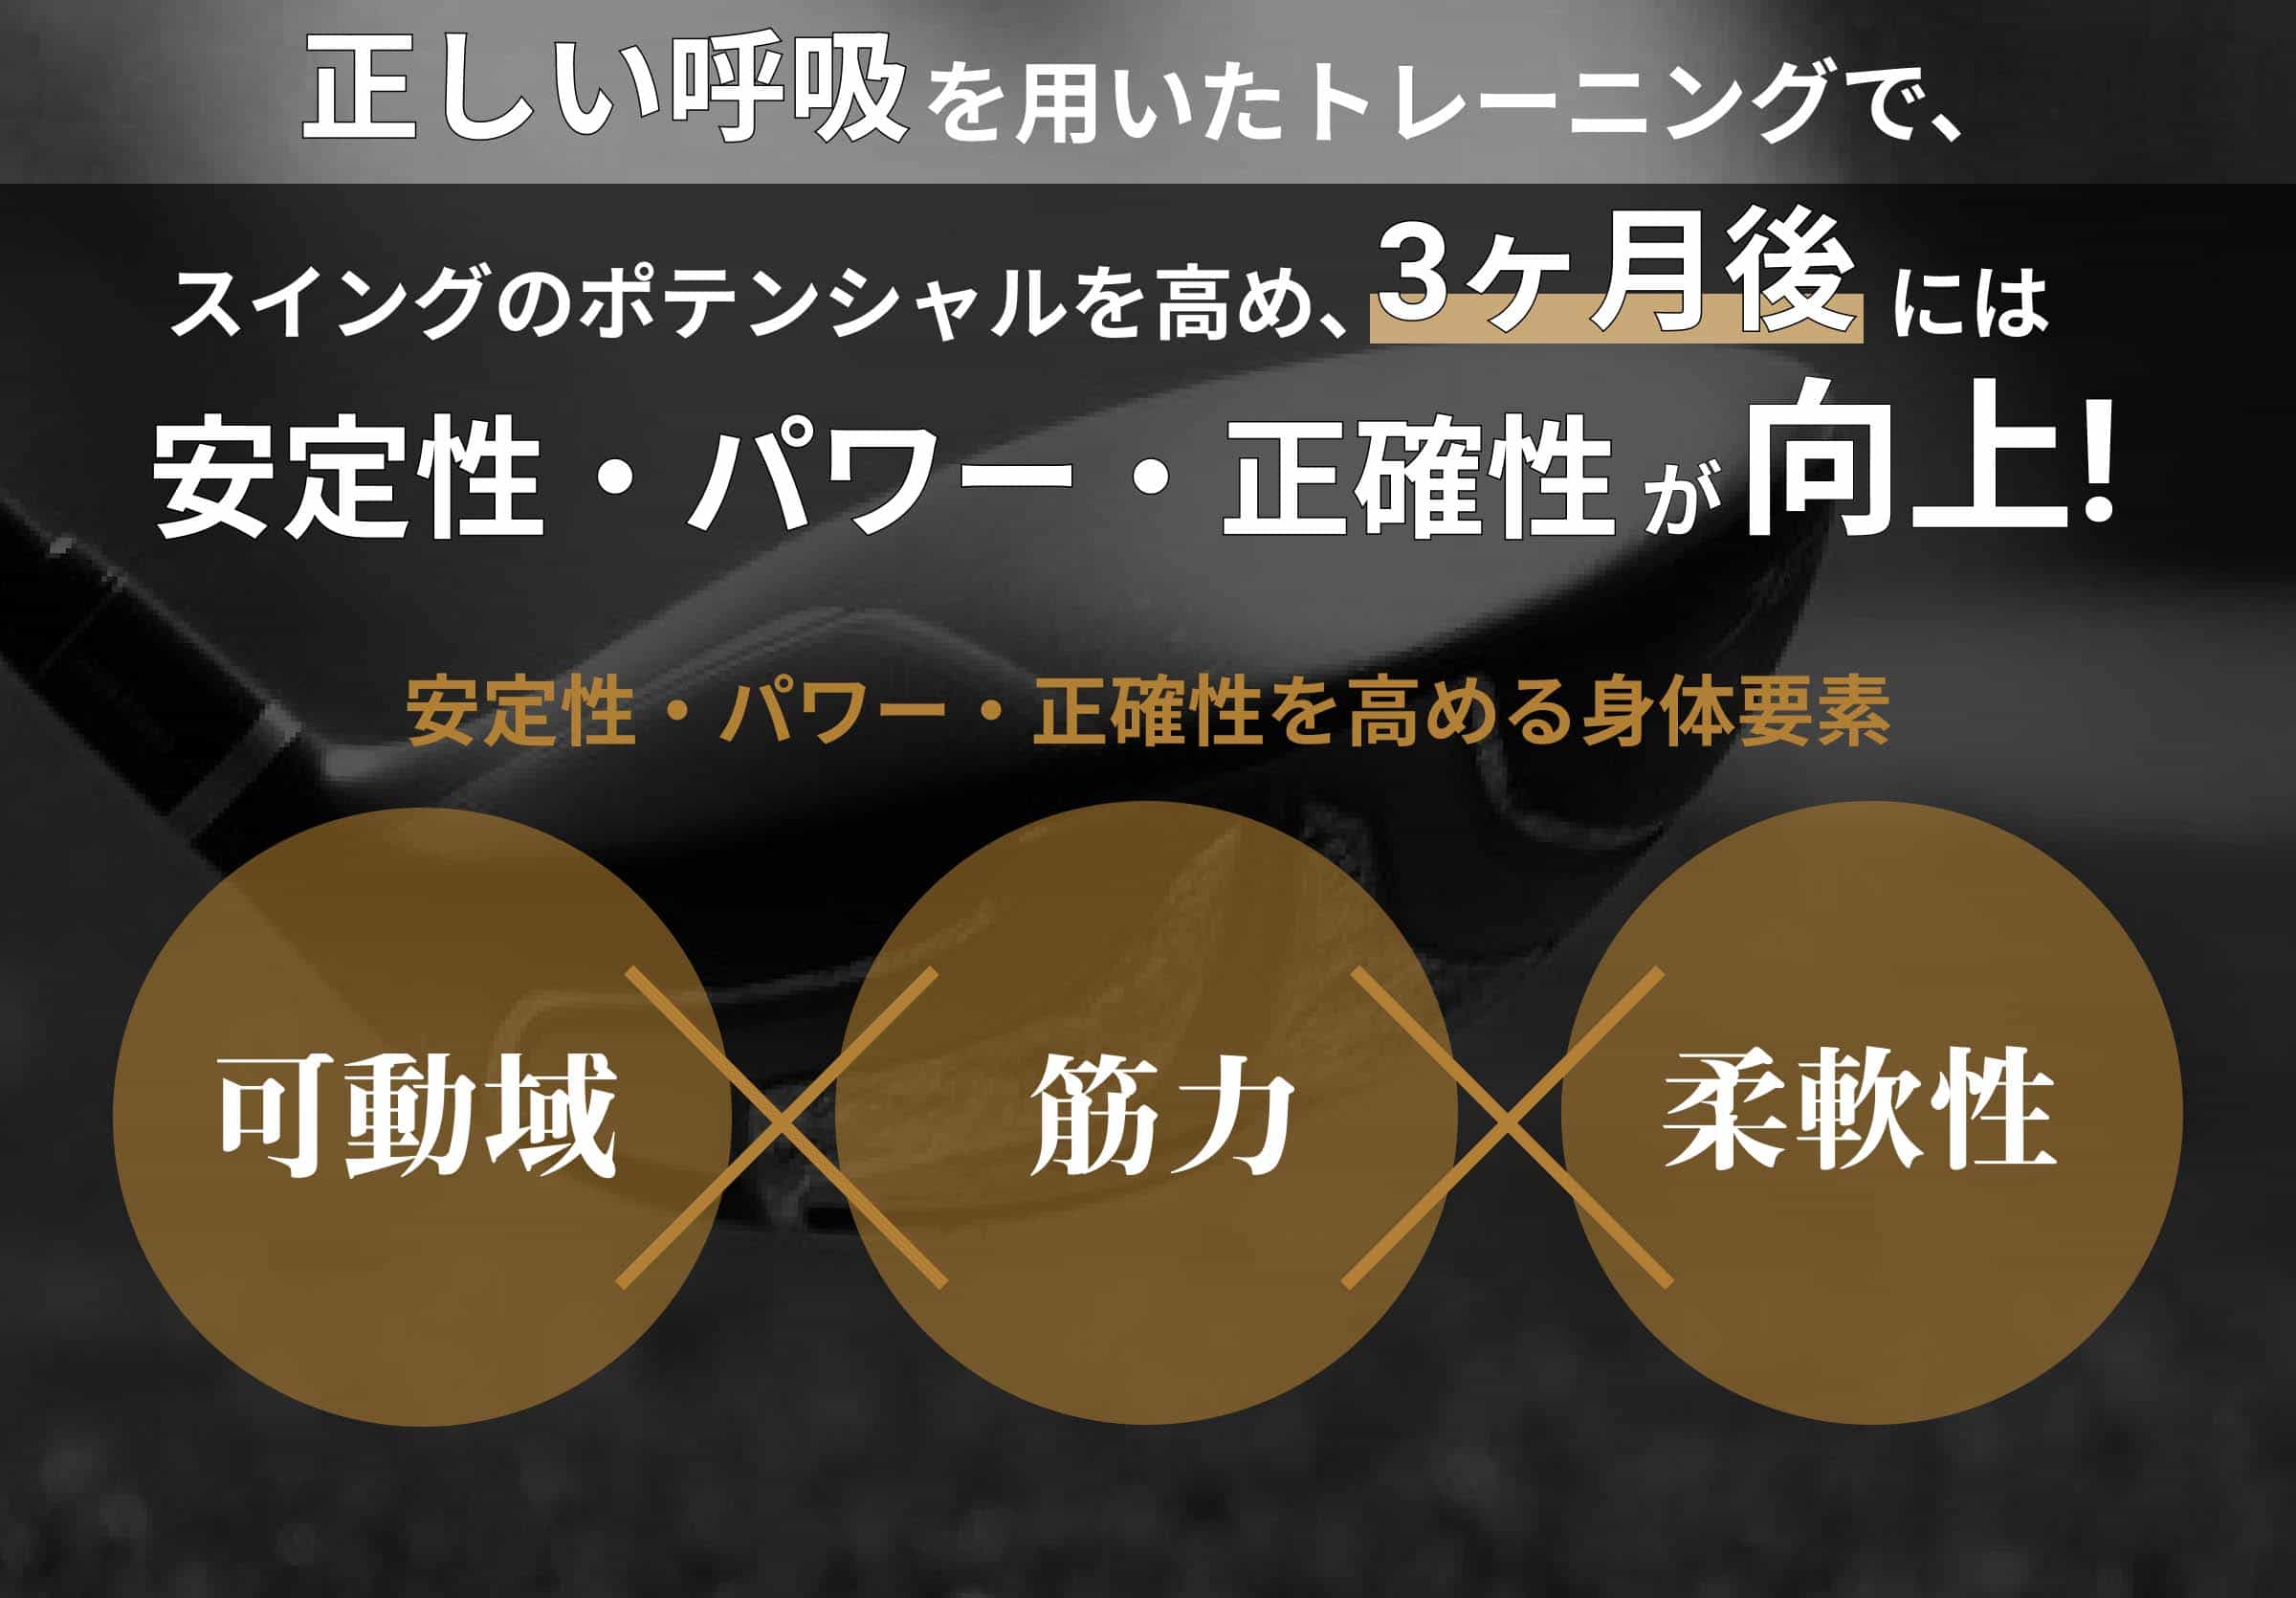 正しい呼吸を用いたトレーニングで、
スイングのポテンシャルを高め、3ヶ月後には
安定性・パワー・正確性が向上!
安定性・パワー・正確性を高める身体要素
可動域 筋力 柔軟性